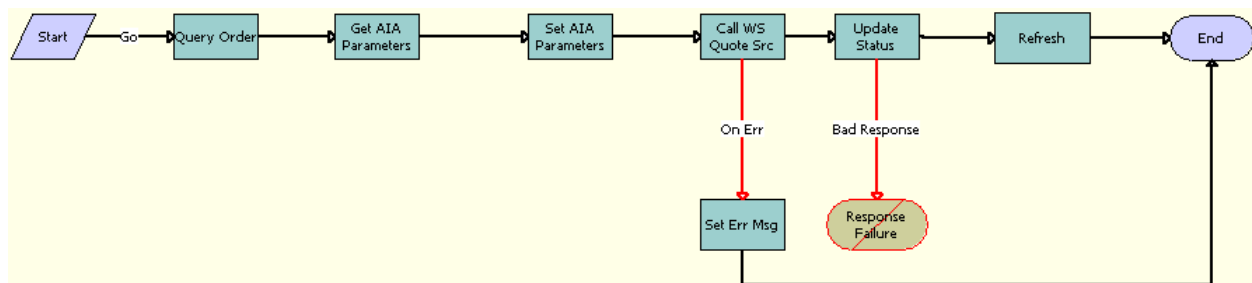 Start
Go
Query Order
Get AIA
Parameters
Set AIA
Parameters
Call WS
Quote Src
Update
Status
Refresh
End
On Err
Bad Response
Set Err Msg
Response
Failure